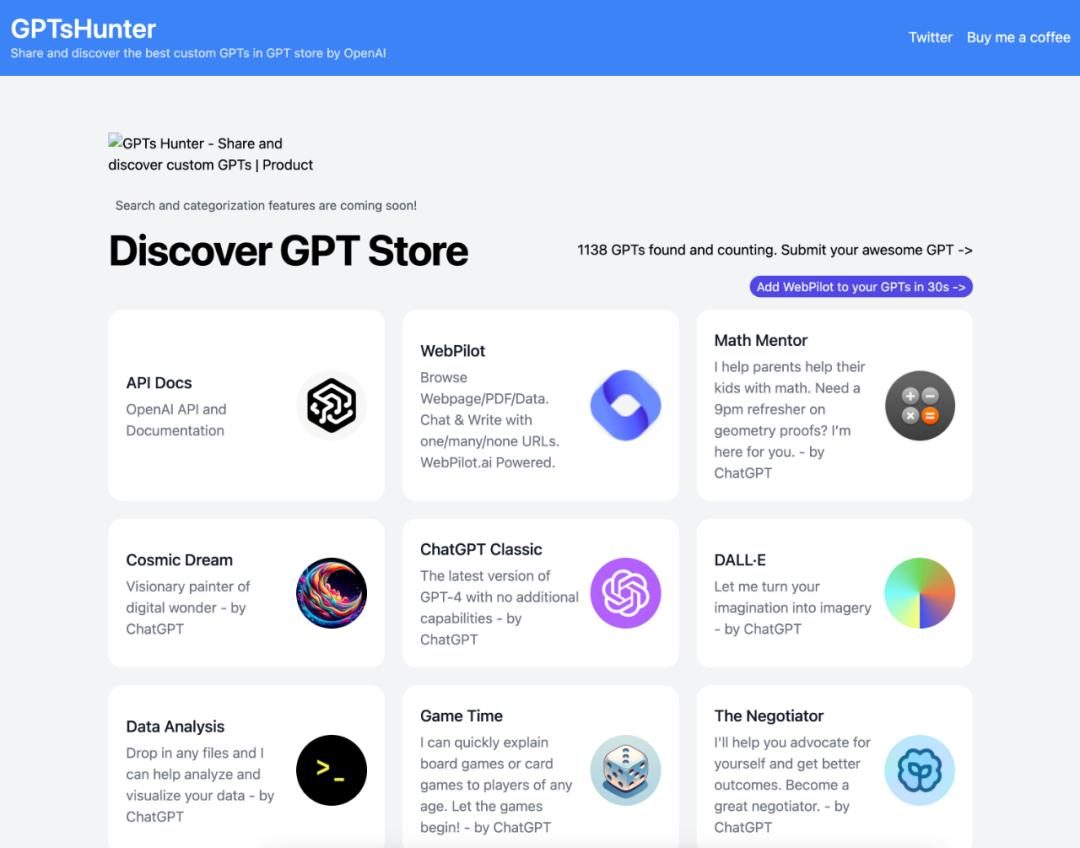 GPTsHunter
Share and discover the best custom GPTs in GPT store by OpenAI
Twitter
Buy me a coffee
GPTs Hunter - Share and
discover custom GPTs | Product
Search and categorization features are coming soon!
Discover GPT Store
1138 GPTs found and counting. Submit your awesome GPT ->
Add WebPilot to your GPTs in 30s ->
API Docs
OpenAI API and
Documentation
WebPilot
Browse
Webpage/PDF/Data.
Chat & Write with
one/many/none URLs.
WebPilot.ai Powered.
Math Mentor
I help parents help their
kids with math. Need a
9pm refresher on
geometry proofs? I'm
here for you. - by
ChatGPT
Cosmic Dream
Visionary painter of
digital wonder - by
ChatGPT
ChatGPT Classic
The latest version of
GPT-4 with no additional
capabilities - by
ChatGPT
DALL·E
Let me turn your
imagination into imagery
- by ChatGPT
Data Analysis
Drop in any files and I
can help analyze and
visualize your data - by
ChatGPT
Game Time
I can quickly explain
board games or card
games to players of any
age. Let the games
begin! - by ChatGPT
The Negotiator
I'll help you advocate for
yourself and get better
outcomes. Become a
great negotiator. - by
ChatGPT